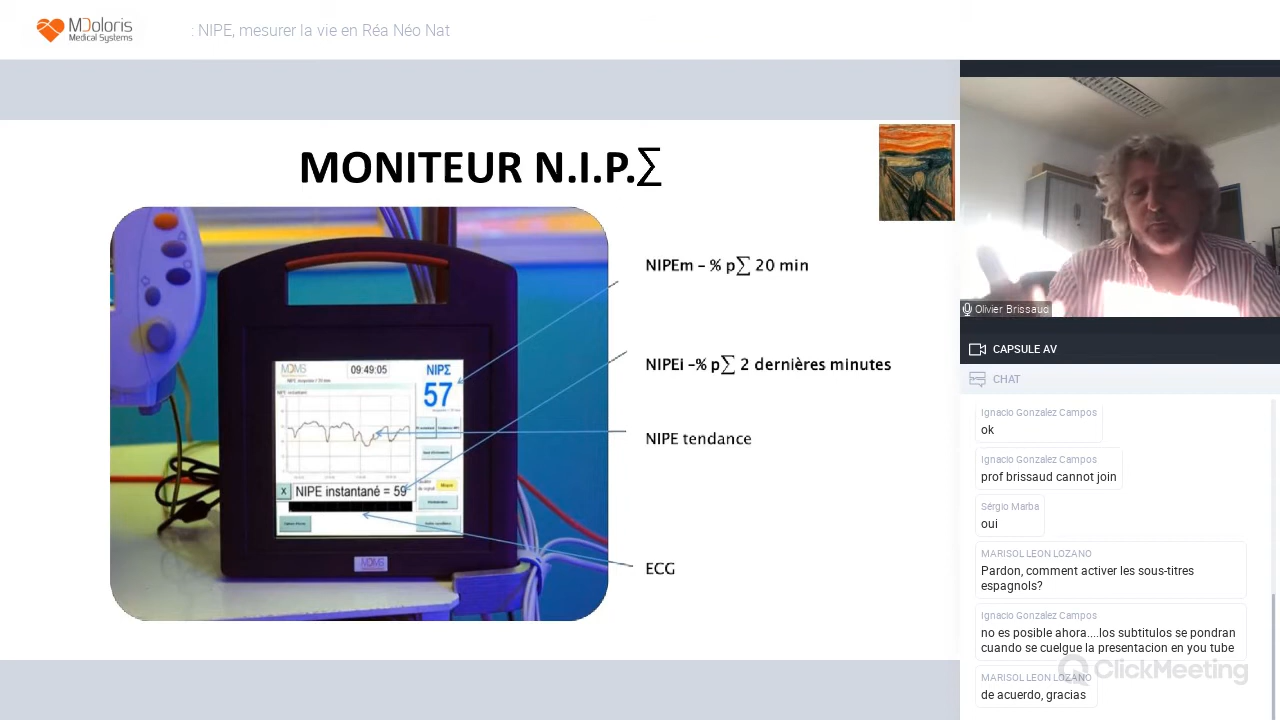 MDoloris
Medical Systems
: NIPE, mesurer la vie en Réa Néo Nat
MONITEUR N.I.P.∑
NIPEm – % p∑ 20 min
NIPEi –% p∑ 2 dernières minutes
NIPE tendance
ECG
MDMS
09:49:05
NIPΣ
57
X
NIPE instantané = 59
MDMS
Olivier Brissaud
CAPSULE AV
CHAT
Ignacio Gonzalez Campos
ok
Ignacio Gonzalez Campos
prof brissaud cannot join
Sérgio Marba
oui
MARISOL LEON LOZANO
Pardon, comment activer les sous-titres
espagnols?
Ignacio Gonzalez Campos
no es posible ahora....los subtitulos se pondran
cuando se cuelgue la presentacion en you tube
MARISOL LEON LOZANO
de acuerdo, gracias
ClickMeeting